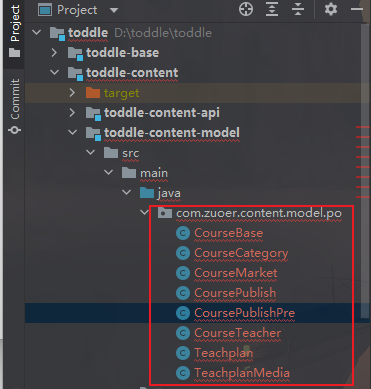 Project
Project
Commit
toddle D:\toddle\toddle
toddle-base
toddle-content
target
toddle-content-api
toddle-content-model
src
main
java
com.zuoer.content.model.po
CourseBase
CourseCategory
CourseMarket
CoursePublish
CoursePublishPre
CourseTeacher
Teachplan
TeachplanMedia